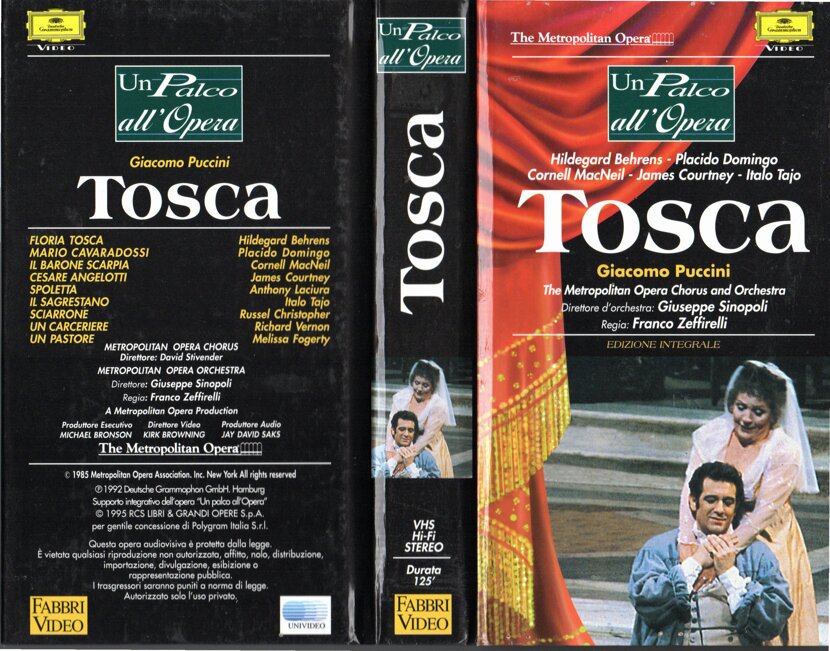 Deutsche
Grammophon
VIDEO
Un Palco
all'Opera
Giacomo Puccini
Tosca
FLORIA TOSCA Hildegard Behrens
MARIO CAVARADOSSI Placido Domingo
IL BARONE SCARPIA Cornell MacNeil
CESARE ANGELOTTI James Courtney
SPOLETTA Anthony Laciura
IL SAGRESTANO Italo Tajo
SCIARRONE Russel Christopher
UN CARCERIERE Richard Vernon
UN PASTORE Melissa Fogerty
METROPOLITAN OPERA CHORUS
Direttore: David Stivender
METROPOLITAN OPERA ORCHESTRA
Direttore: Giuseppe Sinopoli
Regia: Franco Zeffirelli
A Metropolitan Opera Production
Produttore Esecutivo Direttore Video Produttore Audio
MICHAEL BRONSON KIRK BROWNING JAY DAVID SAKS
The Metropolitan Opera
© 1985 Metropolitan Opera Association. Inc. New York All rights reserved
℗ 1992 Deutsche Grammophon GmbH. Hamburg
Supporto integrativo dell'opera "Un palco all'Opera"
© 1995 RCS LIBRI & GRANDI OPERE S.p.A.
per gentile concessione di Polygram Italia S.r.l.
Questa opera audiovisiva è protetta dalla legge.
È vietata qualsiasi riproduzione non autorizzata, affitto, nolo, distribuzione,
importazione, divulgazione, esibizione o
rappresentazione pubblica.
I trasgressori saranno puniti a norma di legge.
Autorizzato solo l'uso privato,
FABBRI
VIDEO
UNIVIDEO
Un Palco
all'Opera
Tosca
VHS
Hi-Fi
STEREO
Durata
125'
FABBRI
VIDEO
The Metropolitan Opera
Deutsche
Grammophon
VIDEO
Un Palco
all'Opera
Hildegard Behrens - Placido Domingo
Cornell MacNeil - James Courtney - Italo Tajo
Tosca
Giacomo Puccini
The Metropolitan Opera Chorus and Orchestra
Direttore d'orchestra: Giuseppe Sinopoli
Regia: Franco Zeffirelli
EDIZIONE INTEGRALE
FABBRI
VIDEO